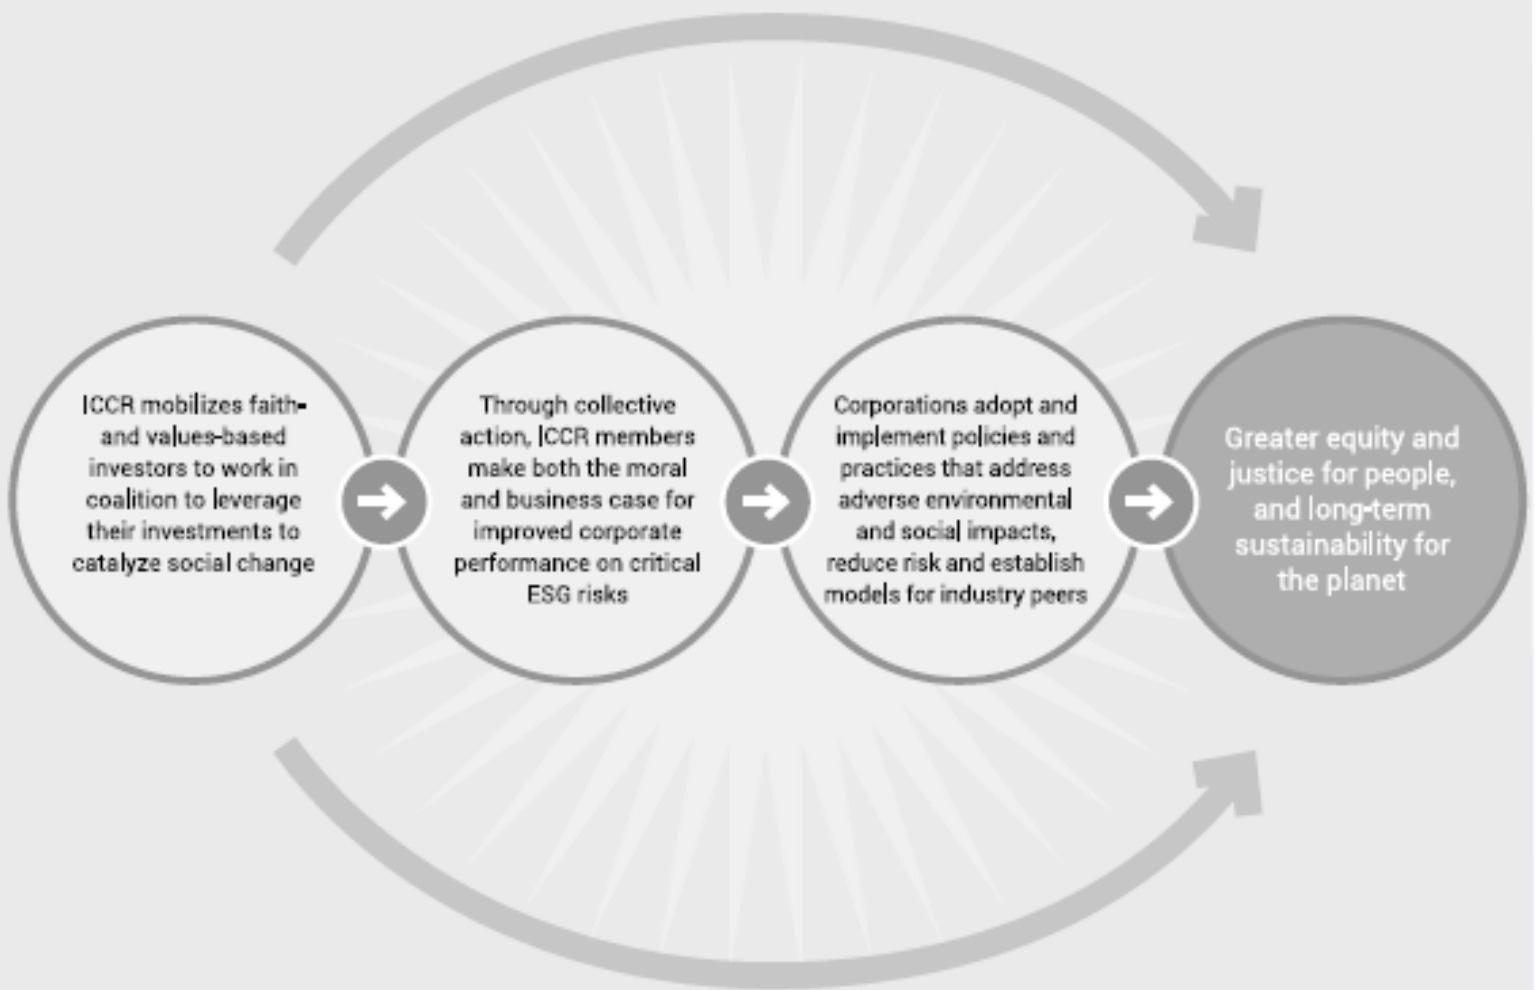 ICCR mobilizes faith-
and values-based
investors to work in
coalition to leverage
their investments to
catalyze social change
Through collective
action, ICCR members
make both the moral
and business case for
improved corporate
performance on critical
ESG risks
Corporations adopt and
implement policies and
practices that address
adverse environmental
and social impacts,
reduce risk and establish
models for industry peers
Greater equity and
justice for people,
and long-term
sustainability for
the planet